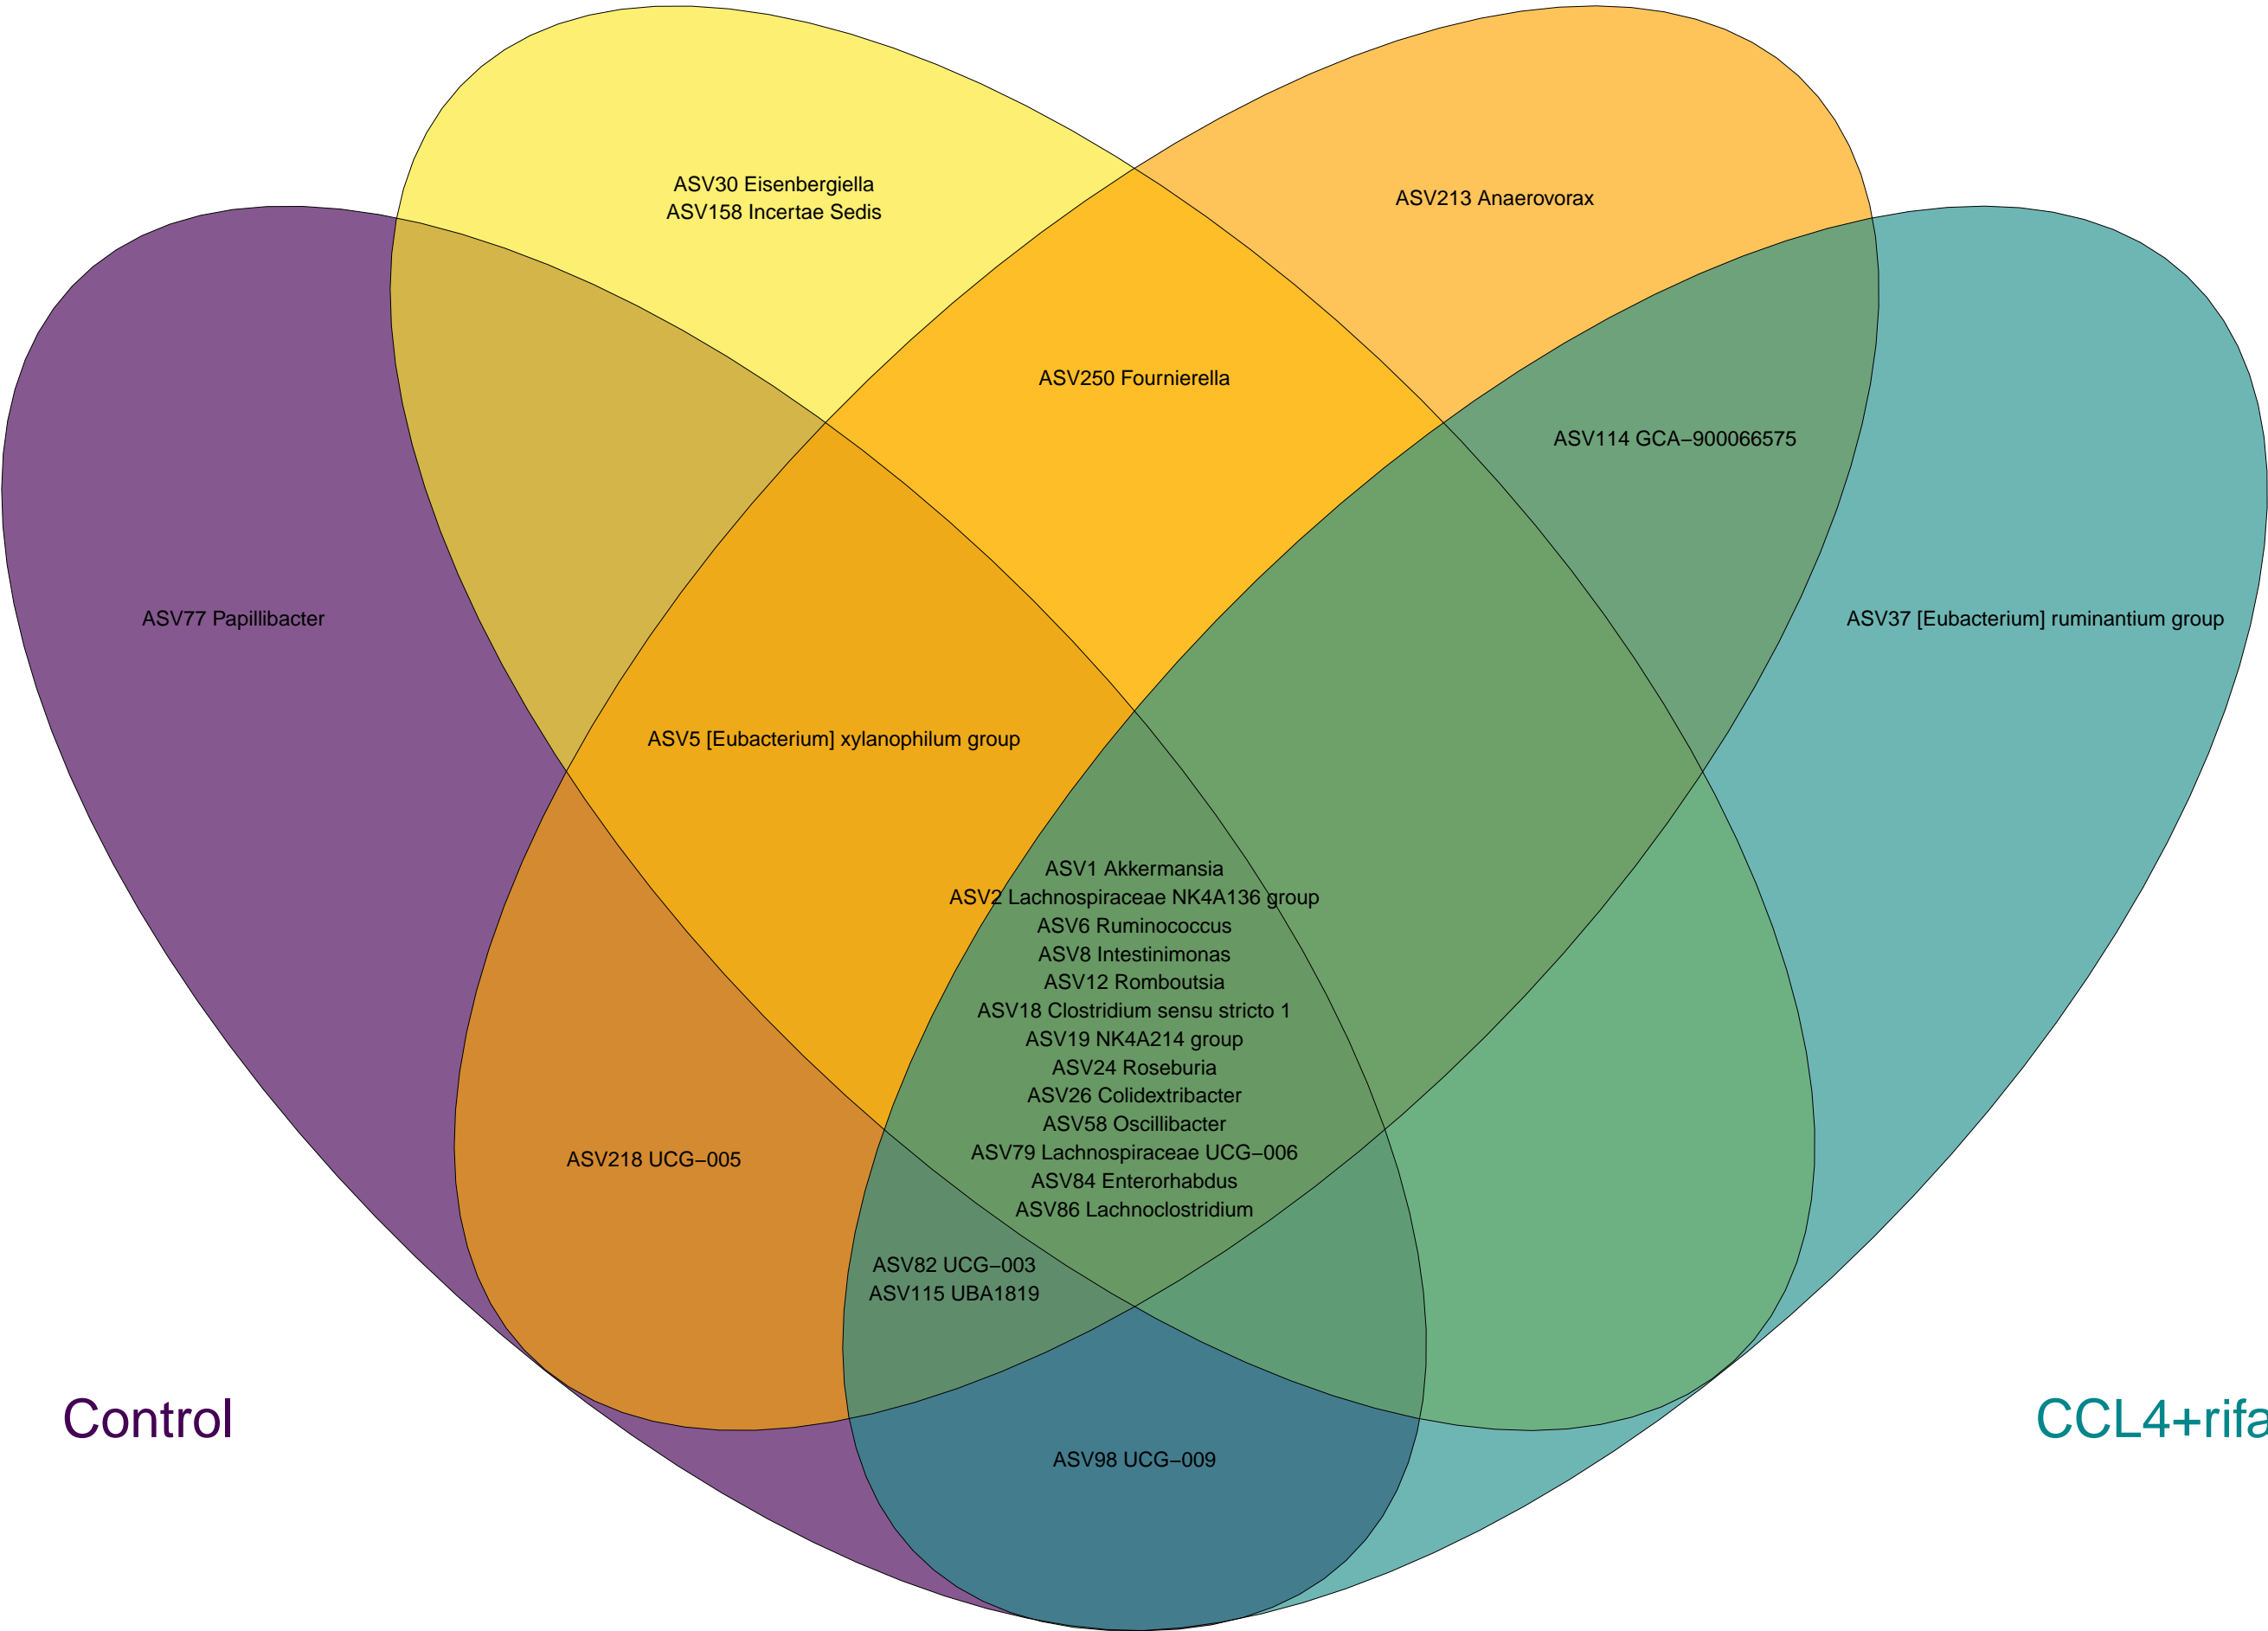 ASV30 Eisenbergiella
ASV158 Incertae Sedis
ASV213 Anaerovorax
ASV250 Fournierella
ASV114 GCA−900066575
ASV77 Papillibacter
ASV37 [Eubacterium] ruminantium group
ASV5 [Eubacterium] xylanophilum group
ASV1 Akkermansia
ASV2 Lachnospiraceae NK4A136 group
ASV6 Ruminococcus
ASV8 Intestinimonas
ASV12 Romboutsia
ASV18 Clostridium sensu stricto 1
ASV19 NK4A214 group
ASV24 Roseburia
ASV26 Colidextribacter
ASV58 Oscillibacter
ASV79 Lachnospiraceae UCG−006
ASV84 Enterorhabdus
ASV86 Lachnoclostridium
ASV218 UCG−005
ASV82 UCG−003
ASV115 UBA1819
Control
CCL4+rifa
ASV98 UCG−009